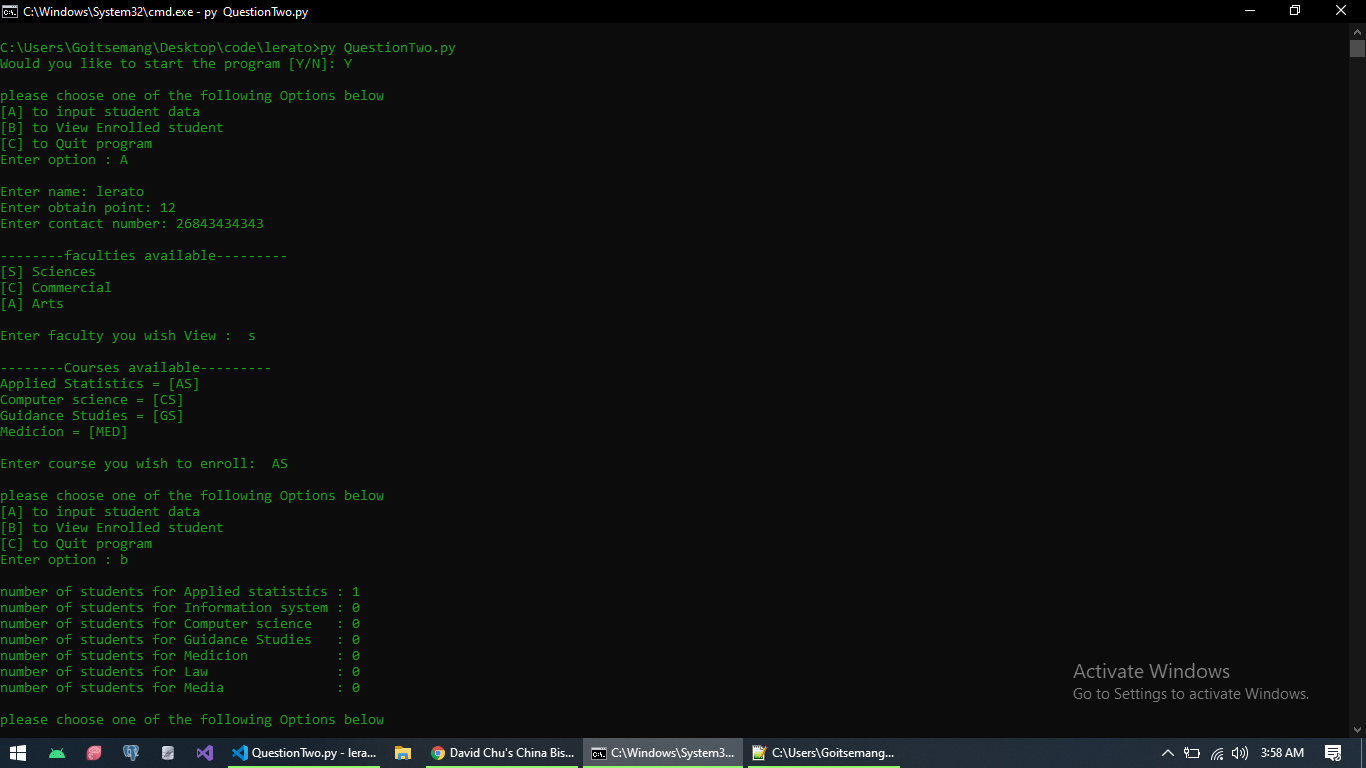 C:\Windows\System32\cmd.exe - py  QuestionTwo.py
C:\Users\Goitsemang\Desktop\code\lerato>py QuestionTwo.py
Would you like to start the program [Y/N]: Y
please choose one of the following Options below
[A] to input student data
[B] to View Enrolled student
[C] to Quit program
Enter option : A
Enter name: lerato
Enter obtain point: 12
Enter contact number: 26843434343
--------faculties available---------
[S] Sciences
[C] Commercial
[A] Arts
Enter faculty you wish View :  s
--------Courses available---------
Applied Statistics = [AS]
Computer science = [CS]
Guidance Studies = [GS]
Medicion = [MED]
Enter course you wish to enroll:  AS
please choose one of the following Options below
[A] to input student data
[B] to View Enrolled student
[C] to Quit program
Enter option : b
number of students for Applied statistics : 1
number of students for Information system : 0
number of students for Computer science   : 0
number of students for Guidance Studies   : 0
number of students for Medicion           : 0
number of students for Law                : 0
number of students for Media              : 0
please choose one of the following Options below
Activate Windows
Go to Settings to activate Windows.
QuestionTwo.py - lera... David Chu's China Bis... C:\Windows\System3... C:\Users\Goitsemang... 3:58 AM